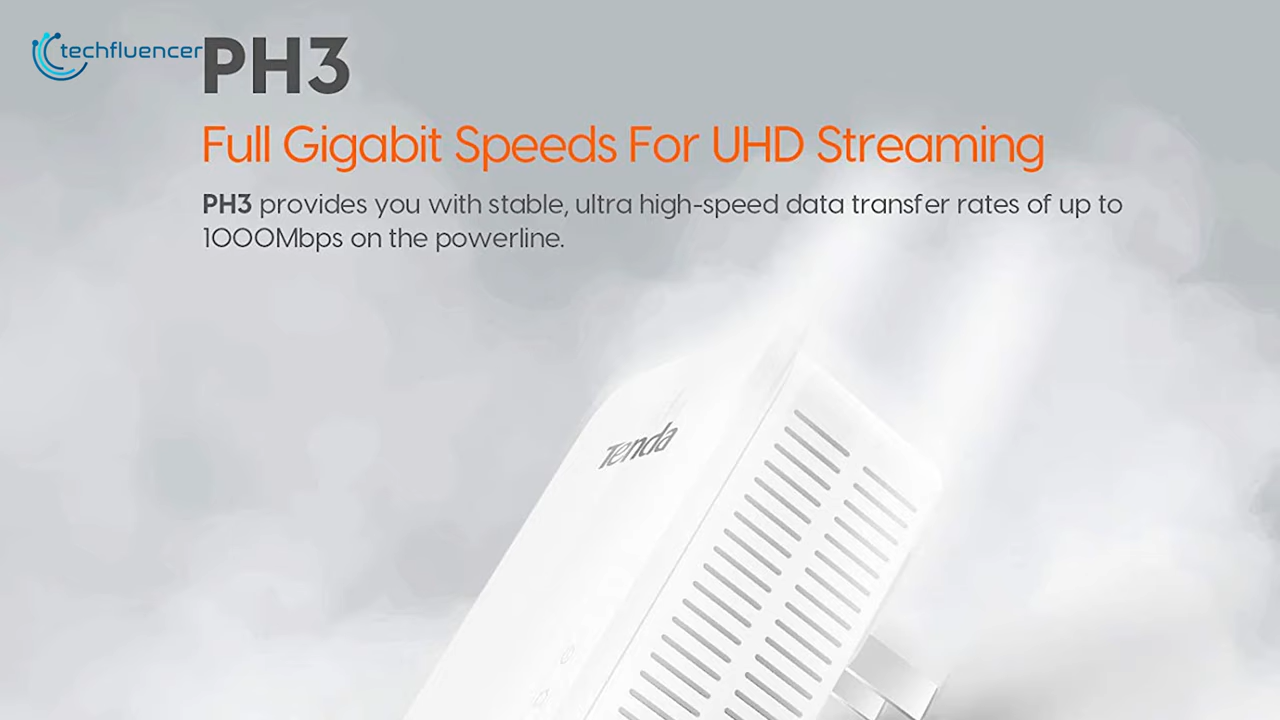 techfluencer
PH3
Full Gigabit Speeds For UHD Streaming
PH3 provides you with stable, ultra high-speed data transfer rates of up to
1000Mbps on the powerline.
Tenda